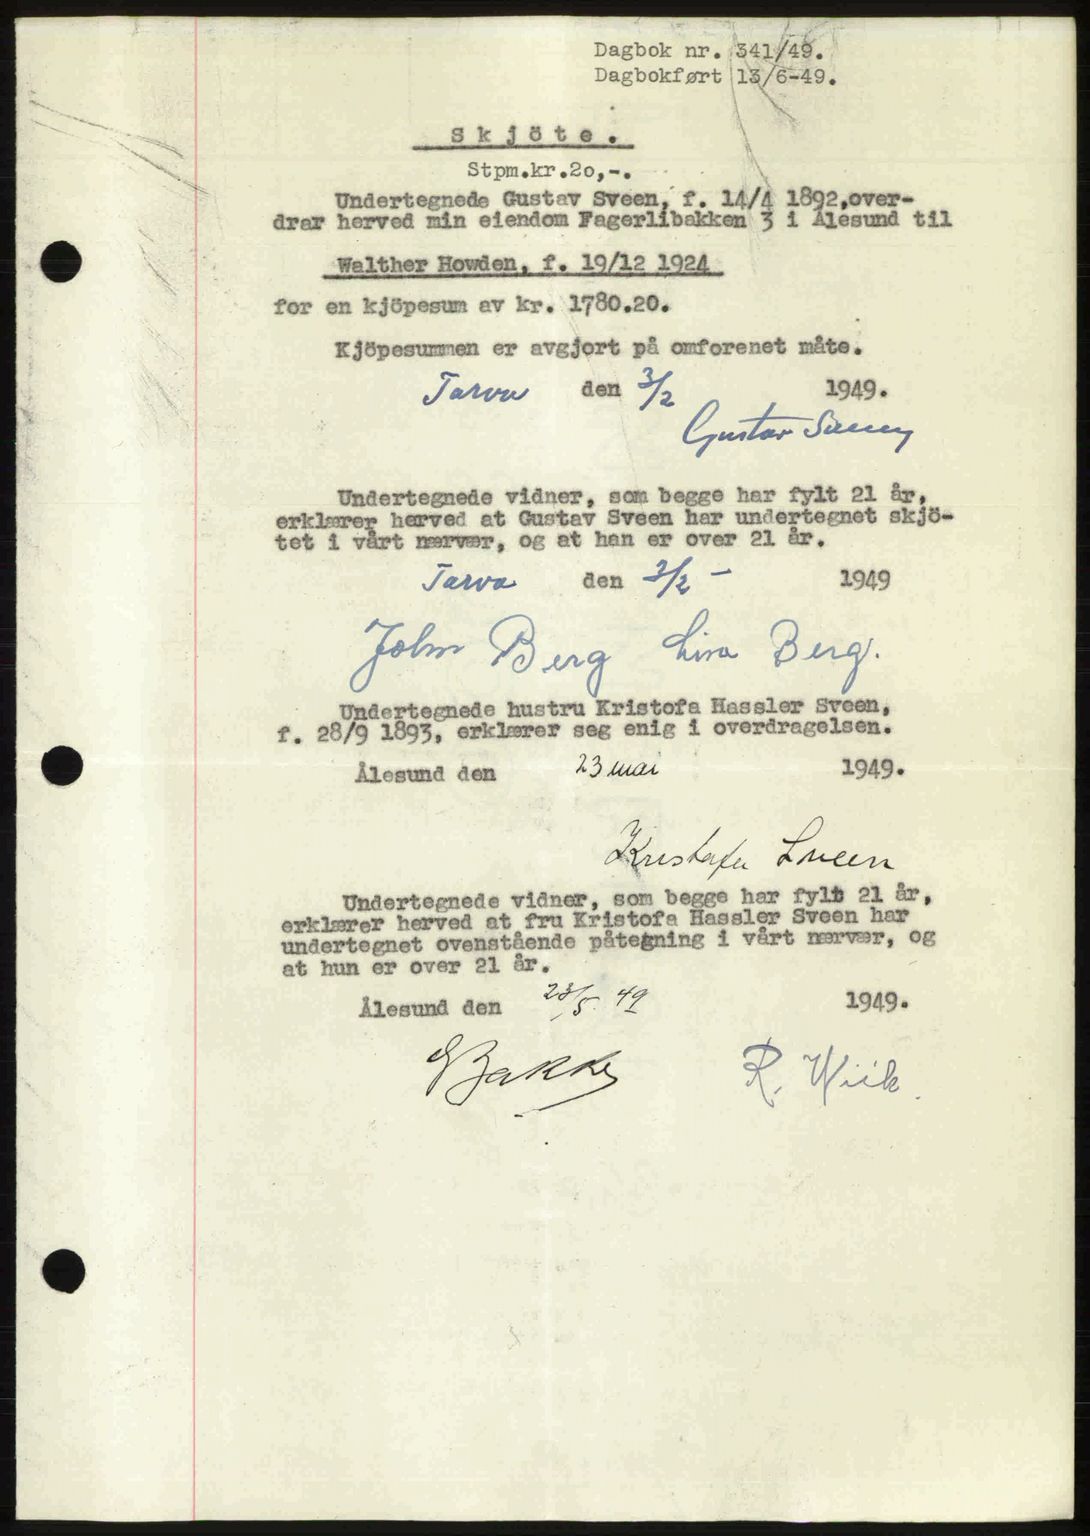 Dagbok nr. 341/49.
Dagbokført 13/6-49.
Skjöte.
Stpm.kr.2o,-.
Undertegnede Gustav Sveen, f. 14/4 1892,over-
drar herved min eiendom Fagerlibakken 3 i Ålesund til
Walther Howden, f. 19/12 1924
for en kjöpesum av kr. 1780.20.
Kjöpesummen er avgjort på omforenet måte.
Tarva den 3/2 1949.
Gustav Sveen
Undertegnede vidner, som begge har fylt 21 år,
erklærer herved at Gustav Sveen har undertegnet skjö-
tet i vårt nærvær, og at han er over 21 år.
Tarva den 3/2 - 1949
John Berg Lina Berg.
Undertegnede hustru Kristofa Hassler Sveen,
f. 28/9 1893, erklærer seg enig i overdragelsen.
Ålesund den 23 mai 1949.
Kristofa Sveen
Undertegnede vidner, som begge har fylt 21 år,
erklærer herved at fru Kristofa Hassler Sveen har
undertegnet ovenstående påtegning i vårt nærvær, og
at hun er over 21 år.
Ålesund den 23/5 49 1949.
E Bakke R. Wiik.